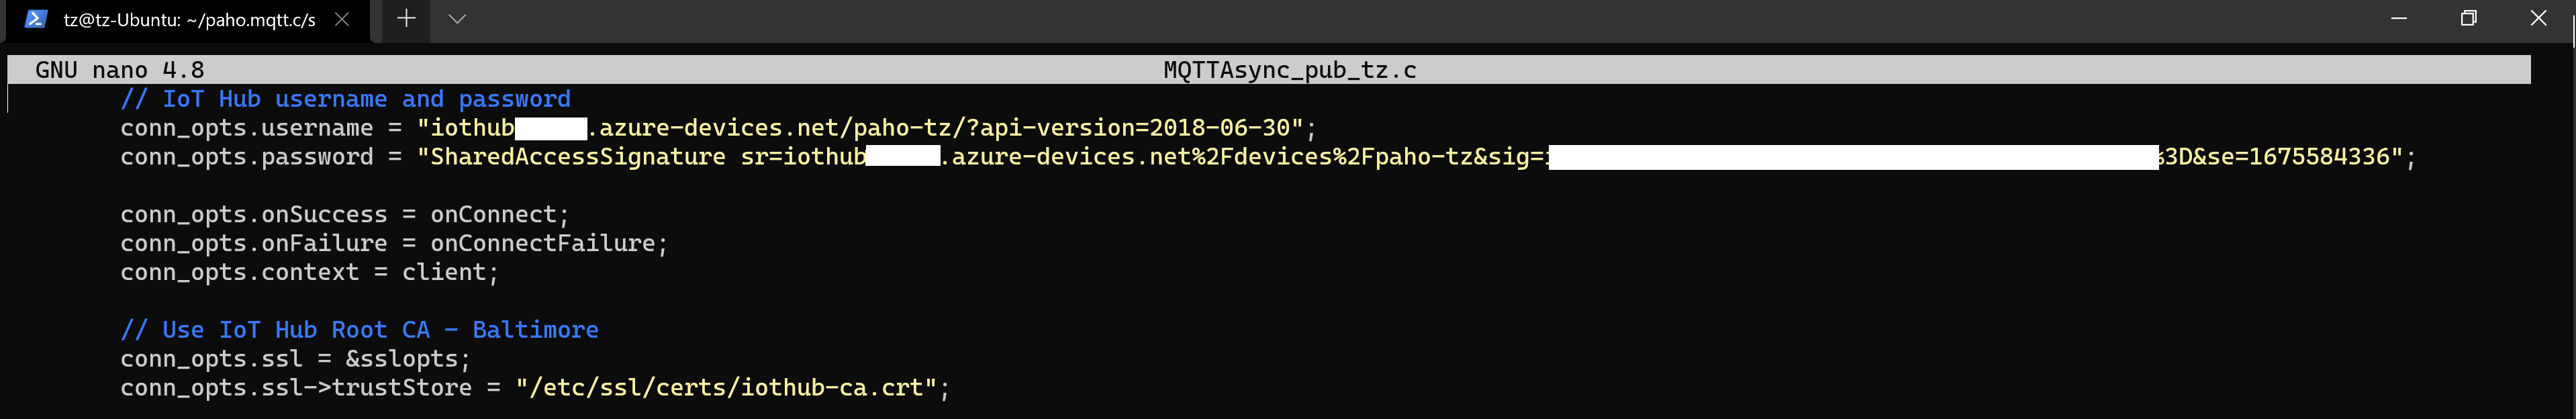 tz@tz-Ubuntu: ~/paho.mqtt.c/s
GNU nano 4.8 MQTTAsync_pub_tz.c
// IoT Hub username and password
conn_opts.username = "iothub .azure-devices.net/paho-tz/?api-version=2018-06-30";
conn_opts.password = "SharedAccessSignature sr=iothub .azure-devices.net%2Fdevices%2Fpaho-tz&sig= 3D&se=1675584336";
conn_opts.onSuccess = onConnect;
conn_opts.onFailure = onConnectFailure;
conn_opts.context = client;
// Use IoT Hub Root CA - Baltimore
conn_opts.ssl = &sslopts;
conn_opts.ssl->trustStore = "/etc/ssl/certs/iothub-ca.crt";